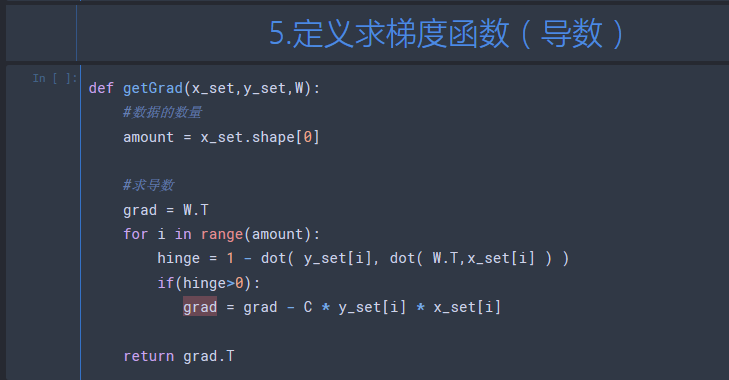 5.定义求梯度函数（导数）
In [ ]:
def getGrad(x_set,y_set,W):
#数据的数量
amount = x_set.shape[0]
#求导数
grad = W.T
for i in range(amount):
hinge = 1 - dot( y_set[i], dot( W.T,x_set[i] ) )
if(hinge>0):
grad = grad - C * y_set[i] * x_set[i]
return grad.T